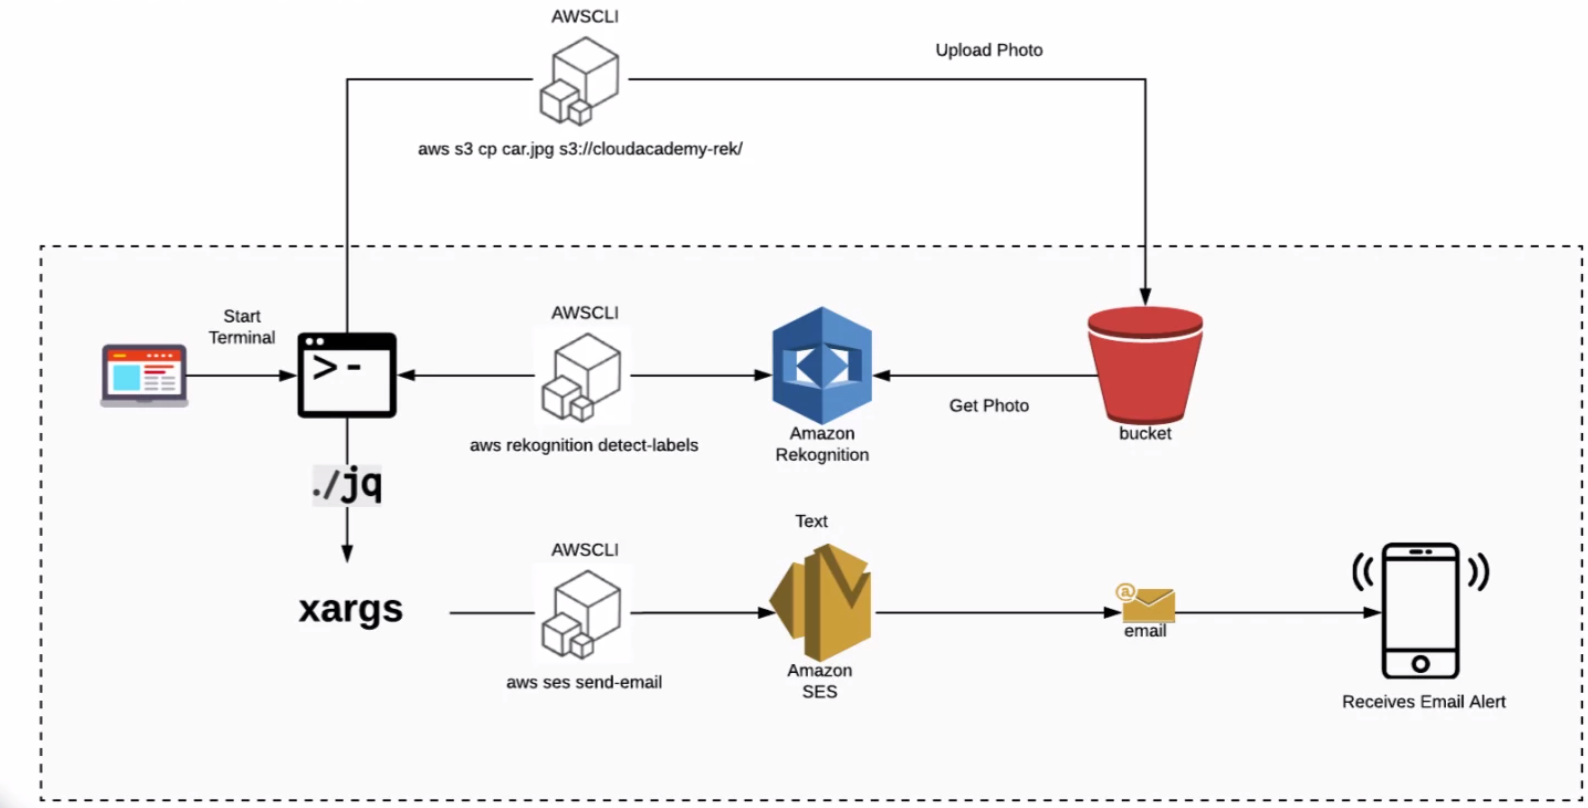 AWSCLI
Upload Photo
aws s3 cp car.jpg s3://cloudacademy-rek/
Start
Terminal
AWSCLI
>-
aws rekognition detect-labels
Amazon
Rekognition
Get Photo
bucket
./jq
xargs
AWSCLI
aws ses send-email
Text
Amazon
SES
@
email
Receives Email Alert